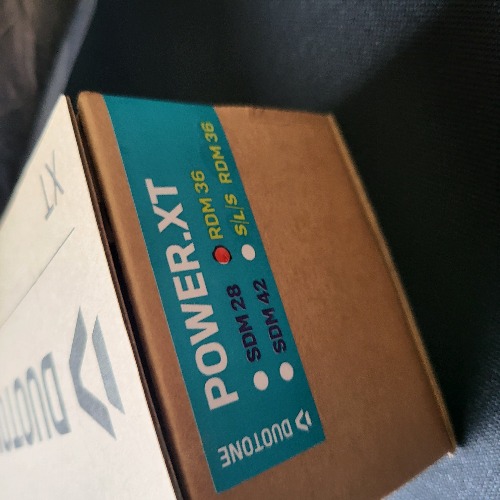 POWER.XT
SDM 28 RDM 36
SDM 42 S/L/S RDM 36
DUOTONE
XT
DUOTONE